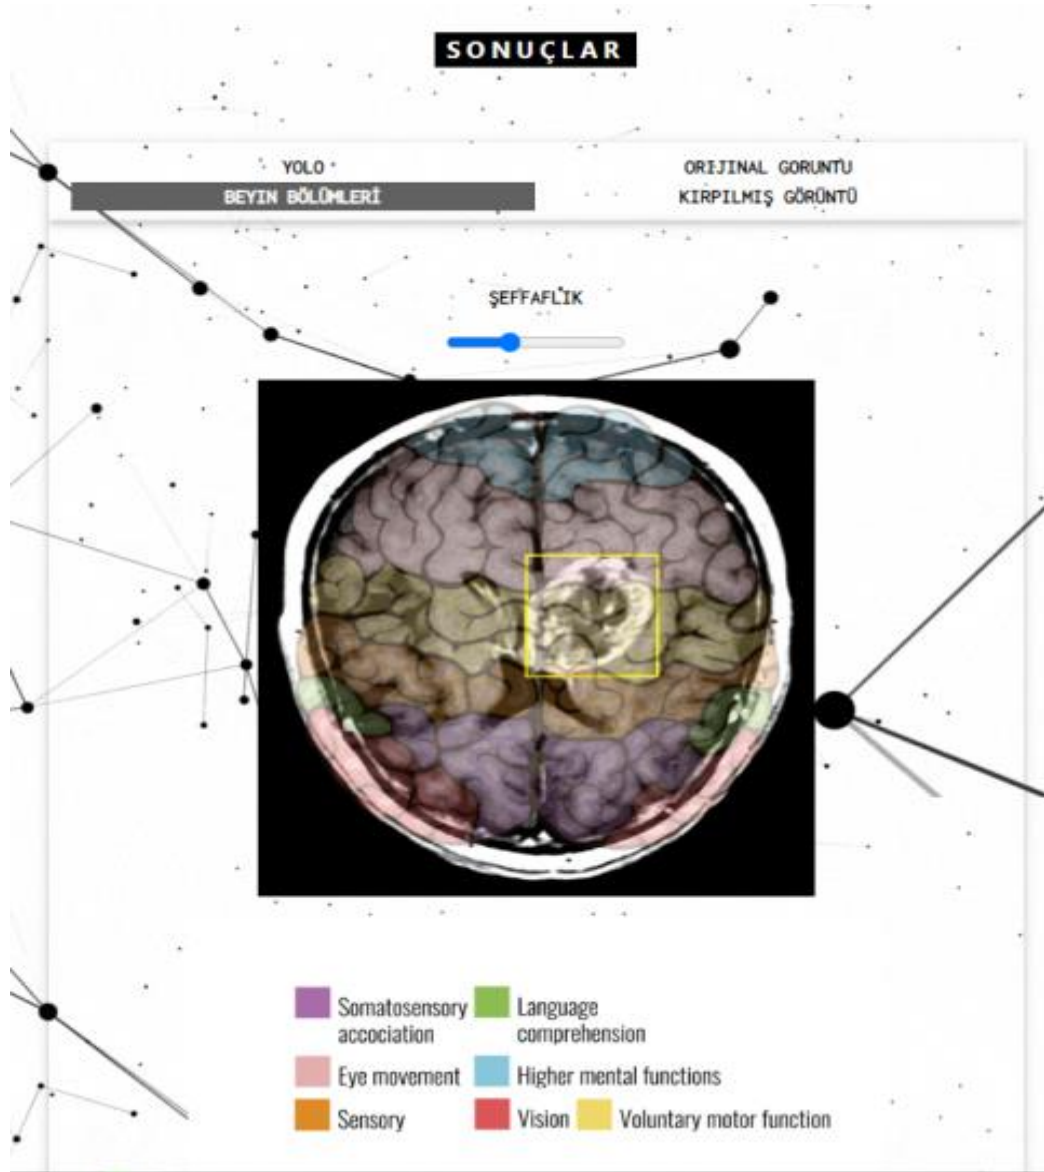 SONUÇLAR
YOLO
ORIJINAL GORUNTU
BEYIN BÖLÜMLERİ
KIRPILMIŞ GÖRÜNTÜ
ŞEFFAFLIK
Somatosensory
accociation
Language
comprehension
Eye movement
Higher mental functions
Sensory
Vision
Voluntary motor function